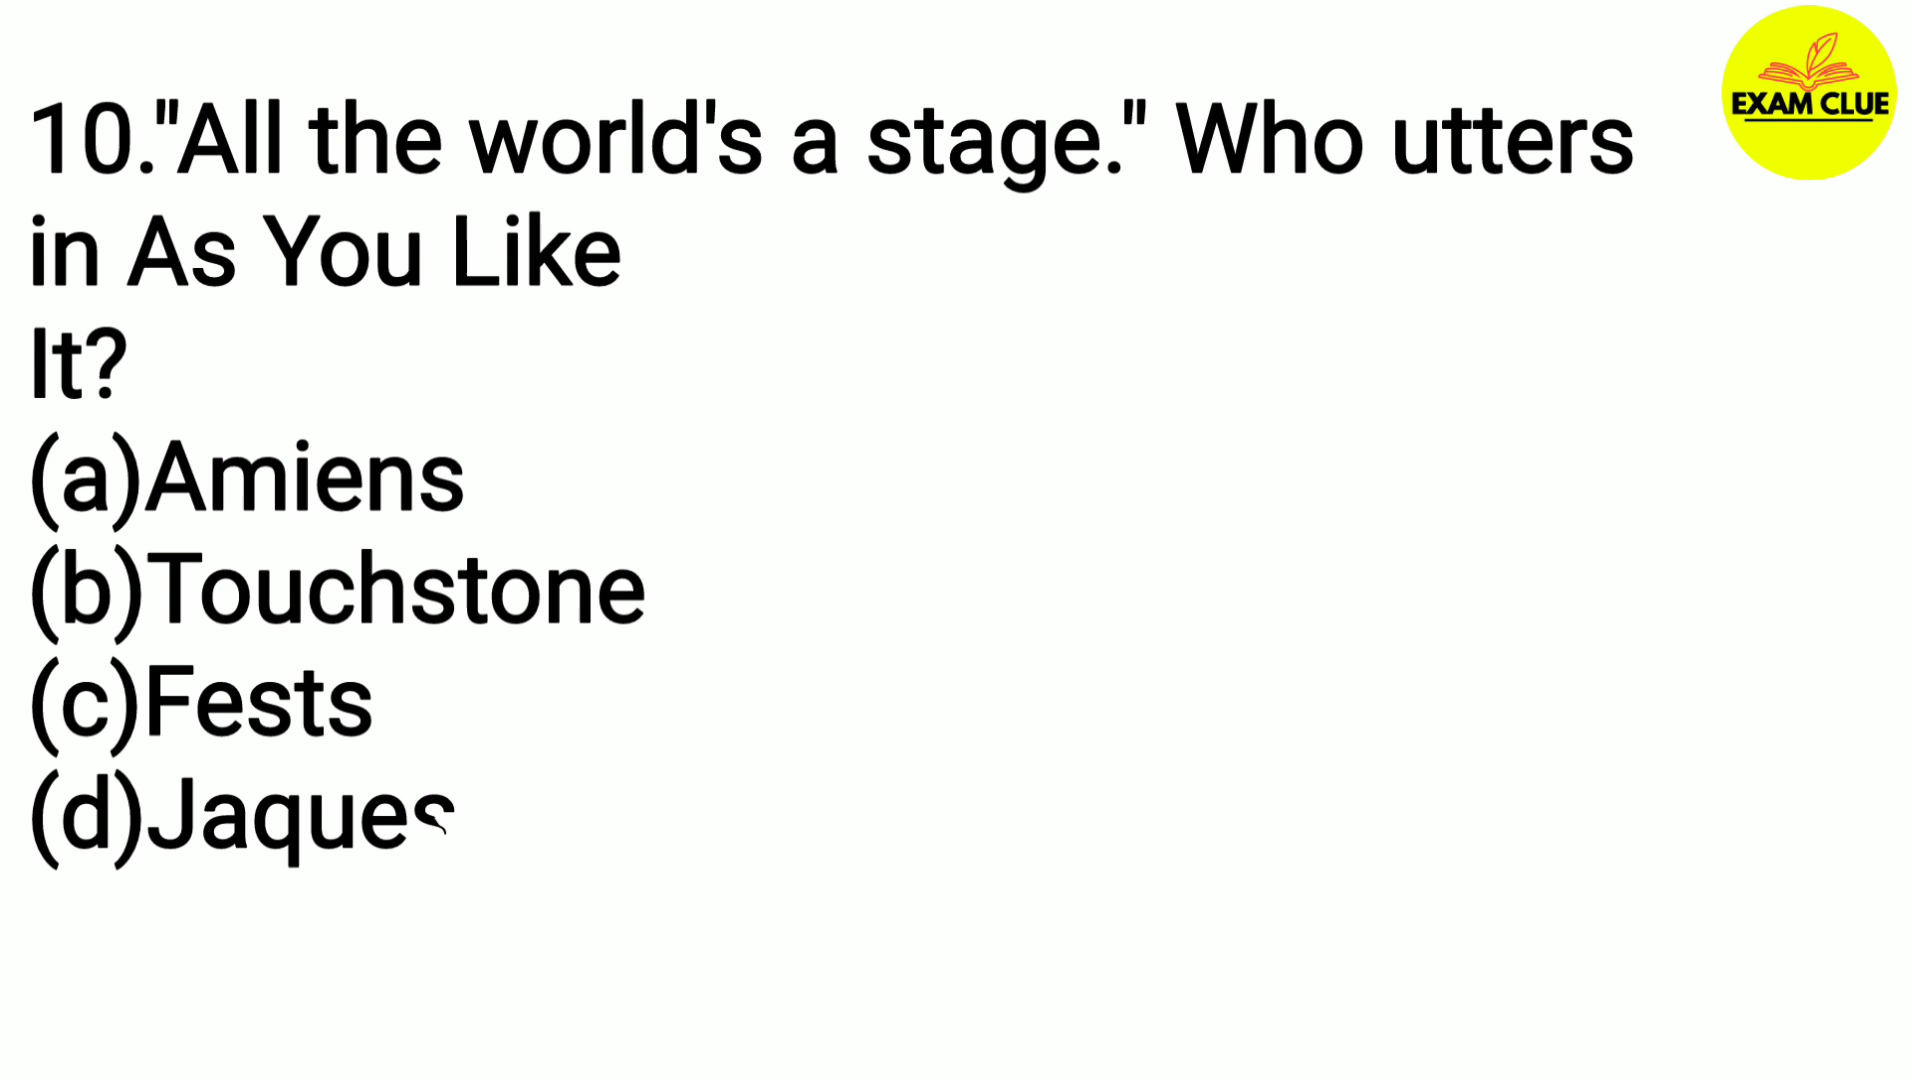 10."All the world's a stage." Who utters
in As You Like
It?
(a)Amiens
(b)Touchstone
(c)Fests
(d)Jaques
EXAM CLUE